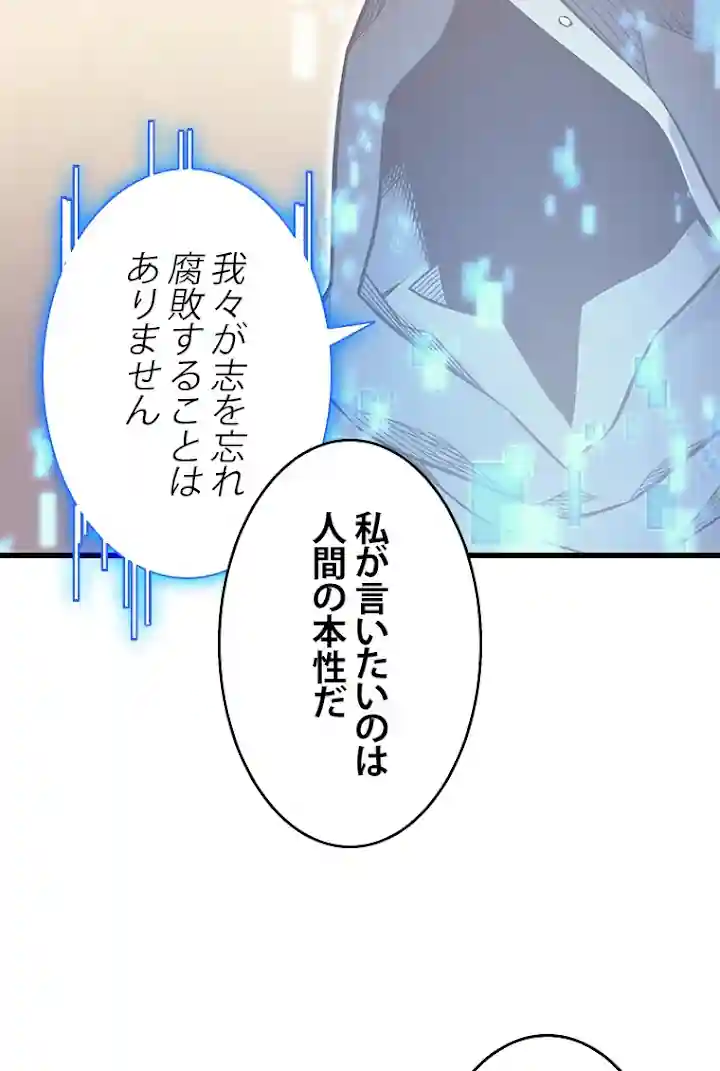 我々が志を忘れ
腐敗することは
ありません
私が言いたいのは
人間の本性だ